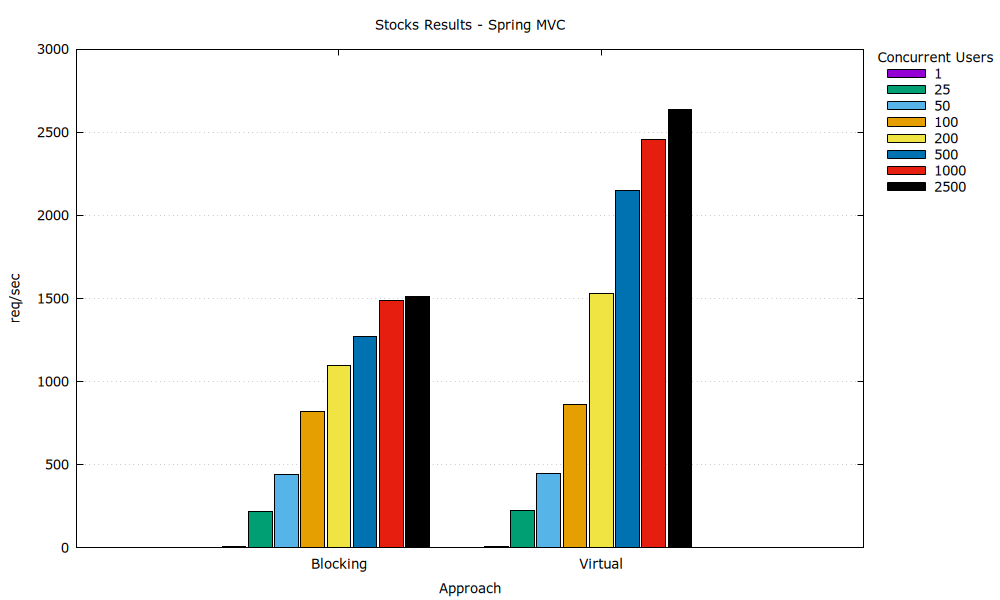 Stocks Results - Spring MVC
3000
2500
2000
1500
1000
500
0
req/sec
Blocking
Virtual
Approach
Concurrent Users
1
25
50
100
200
500
1000
2500